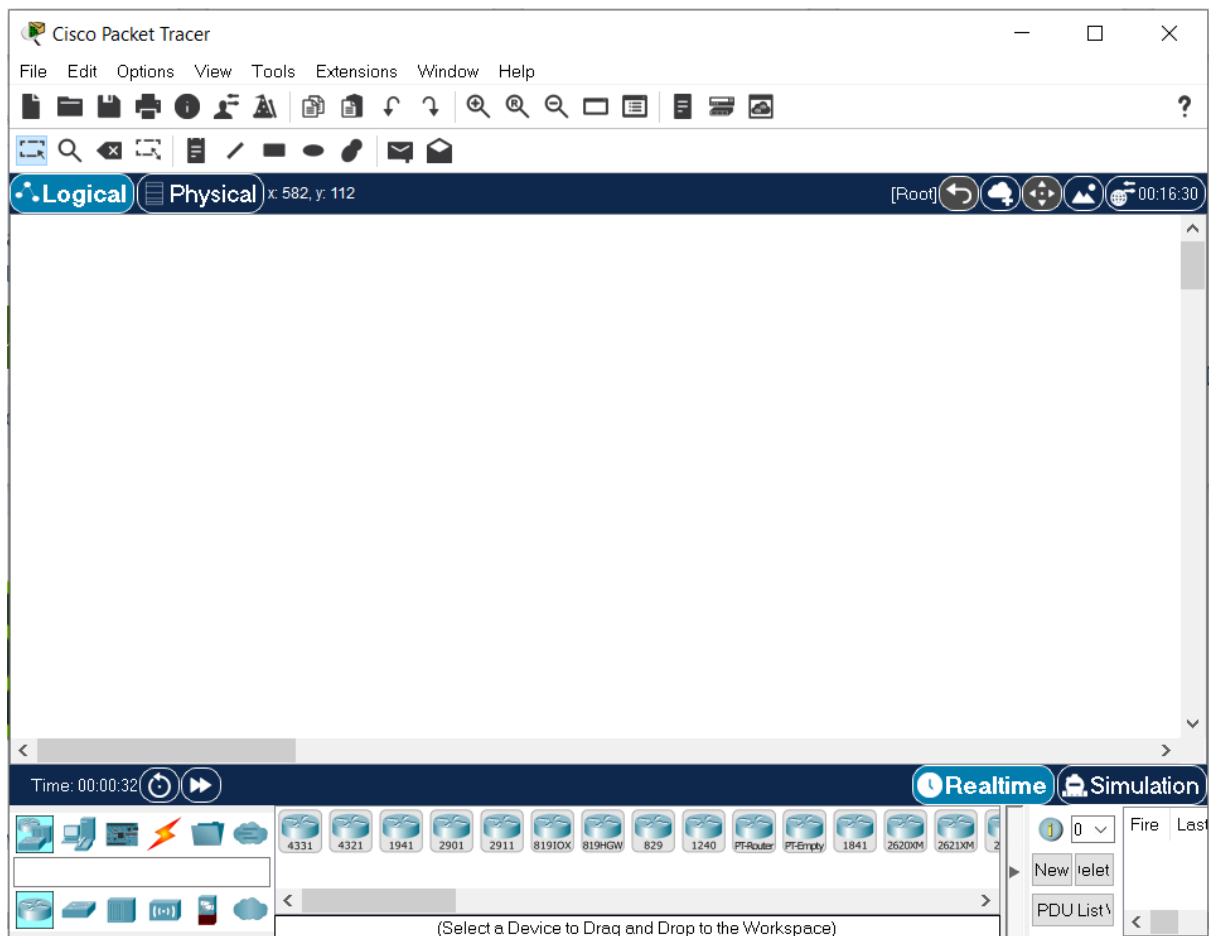 Cisco Packet Tracer
File Edit Options View Tools Extensions Window Help
?
Logical Physical x: 582, y: 112 [Root] 00:16:30
Time: 00:00:32 Realtime Simulation
4331 4321 1941 2901 2911 819IOX 819HGW 829 1240 PT-Router PT-Empty 1841 2620XM 2621XM 2
0 Fire Last
New elet
PDU List
(Select a Device to Drag and Drop to the Workspace)